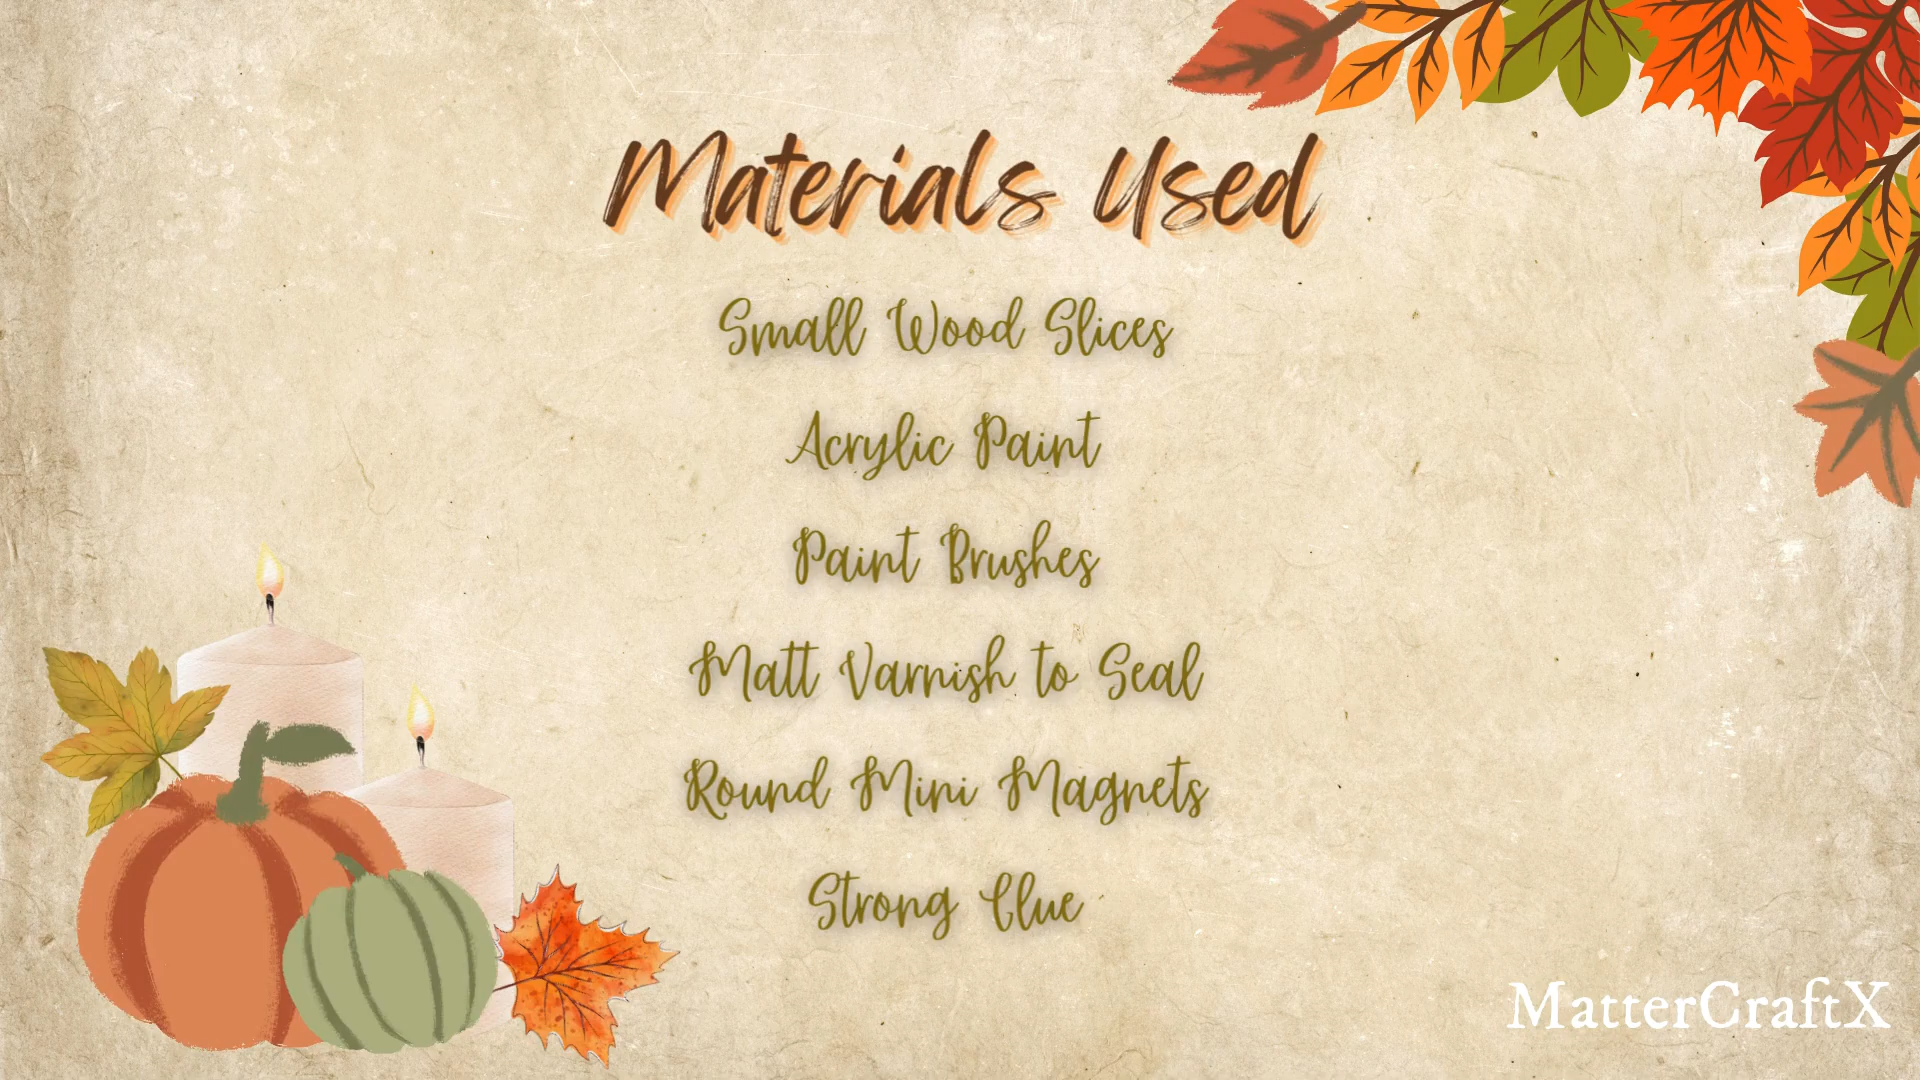 Materials Used
Small Wood Slices
Acrylic Paint
Paint Brushes
Matt Varnish to Seal
Round Mini Magnets
Strong Glue
MatterCraftX